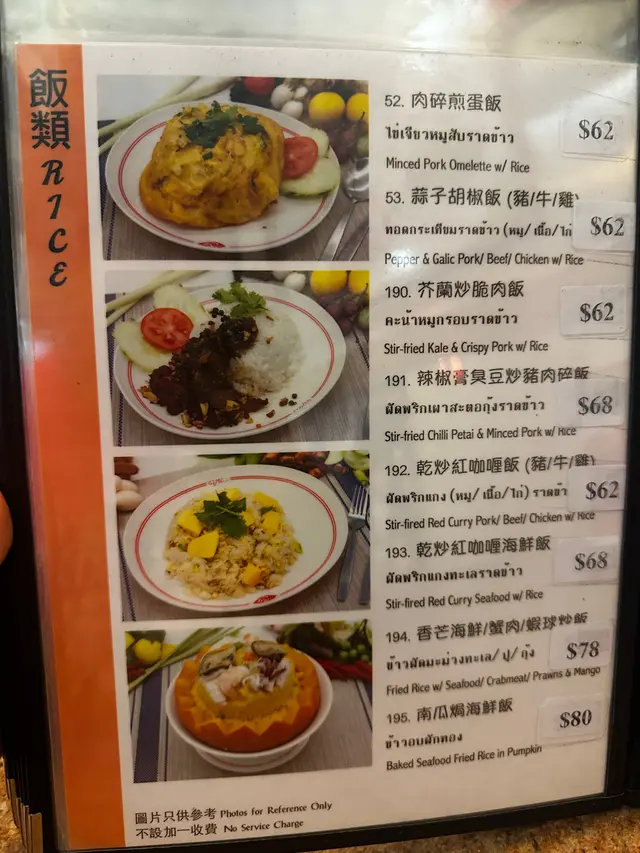 飯類 RICE
52. 肉碎煎蛋飯
ไข่เจียวหมูสับราดข้าว
$62
Minced Pork Omelette w/ Rice
53. 蒜子胡椒飯 (豬/牛/雞)
ทอดกระเทียมราดข้าว (หมู/ เนื้อ/ไก่
$62
Pepper & Galic Pork/ Beef/ Chicken w/ Rice
190. 芥蘭炒脆肉飯
คะน้าหมูกรอบราดข้าว
$62
Stir-fried Kale & Crispy Pork w/ Rice
191. 辣椒膏臭豆炒豬肉碎飯
ผัดพริกเผาสะตอกุ้งราดข้าว
$68
Stir-fried Chilli Petai & Minced Pork w/ Rice
192. 乾炒紅咖喱飯 (豬/牛/雞)
ผัดพริกแกง (หมู/ เนื้อ/ไก่) ราดข้า
$62
Stir-fired Red Curry Pork/ Beef/ Chicken w/ Rice
193. 乾炒紅咖喱海鮮飯
ผัดพริกแกงทะเลราดข้าว
$68
Stir-fired Red Curry Seafood w/ Rice
194. 香芒海鮮/蟹肉/蝦球炒飯
ข้าวผัดมะม่วงทะเล/ ปู/ กุ้ง
$78
Fried Rice w/ Seafood/ Crabmeat/ Prawns & Mango
195. 南瓜焗海鮮飯
ข้าวอบฟักทอง
$80
Baked Seafood Fried Rice in Pumpkin
圖片只供參考 Photos for Reference Only
不設加一收費 No Service Charge